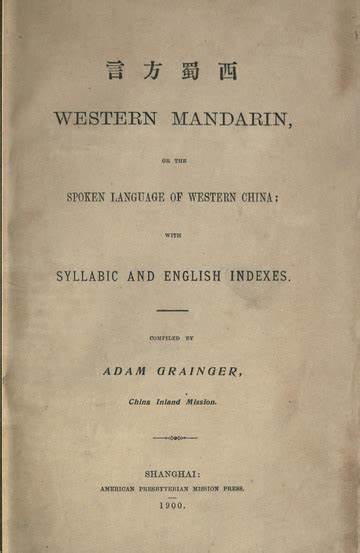 西蜀方言
WESTERN MANDARIN,
OR THE
SPOKEN LANGUAGE OF WESTERN CHINA:
WITH
SYLLABIC AND ENGLISH INDEXES.
COMPILED BY
ADAM GRAINGER,
China Inland Mission.
SHANGHAI:
AMERICAN PRESBYTERIAN MISSION PRESS.
1900.